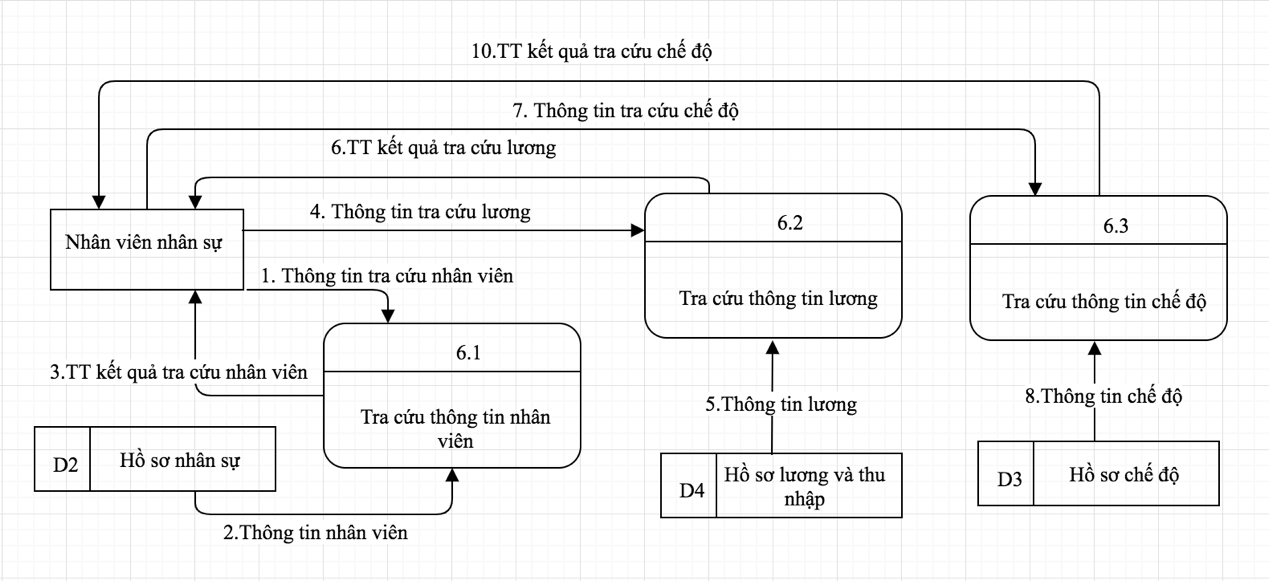 10.TT kết quả tra cứu chế độ
7. Thông tin tra cứu chế độ
6.TT kết quả tra cứu lương
4. Thông tin tra cứu lương
Nhân viên nhân sự
6.2
Tra cứu thông tin lương
6.3
Tra cứu thông tin chế độ
1. Thông tin tra cứu nhân viên
6.1
Tra cứu thông tin nhân
viên
3.TT kết quả tra cứu nhân viên
5.Thông tin lương
8.Thông tin chế độ
D2
Hồ sơ nhân sự
D4
Hồ sơ lương và thu
nhập
D3
Hồ sơ chế độ
2.Thông tin nhân viên